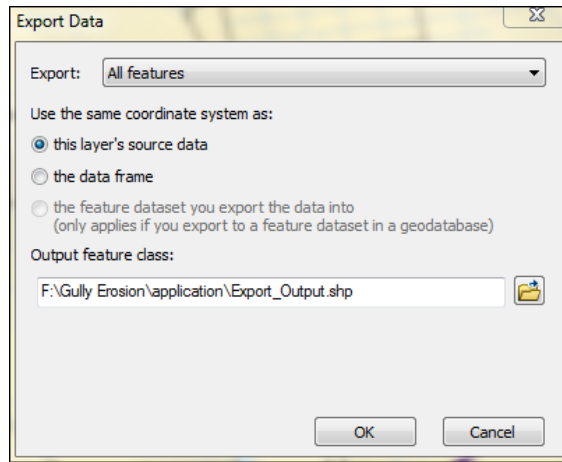 Export Data
Export: All features
Use the same coordinate system as:
this layer's source data
the data frame
the feature dataset you export the data into
(only applies if you export to a feature dataset in a geodatabase)
Output feature class:
F:\Gully Erosion\application\Export_Output.shp
OK Cancel